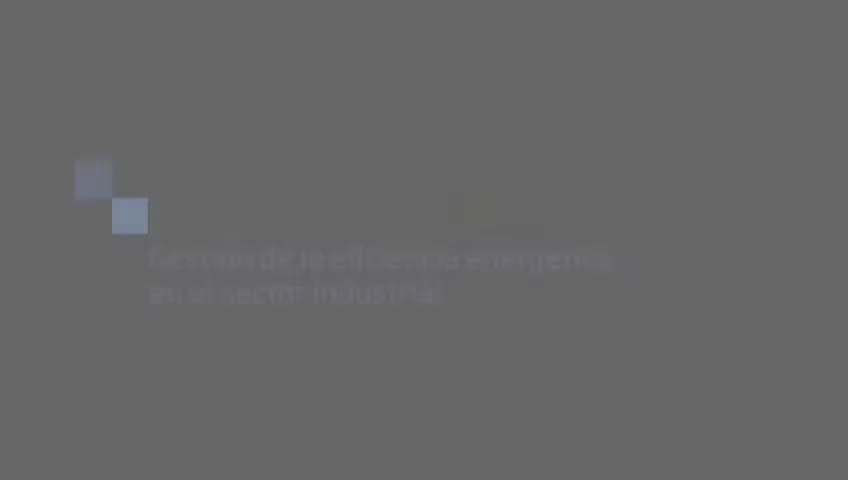 Gestión de la eficiencia energética
en el sector industrial